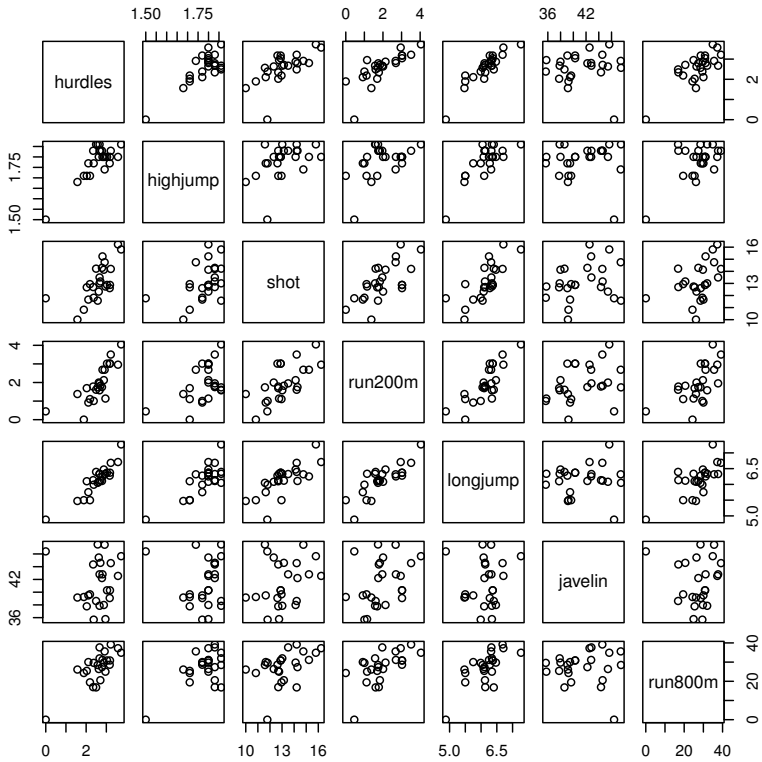 1.50 1.75 0 2 4 36 42
hurdles 0 2
1.50 1.75 highjump
shot 10 13 16
0 2 4 run200m
longjump 5.0 6.5
36 42 javelin
run800m 0 20 40
0 2 10 13 16 5.0 6.5 0 20 40